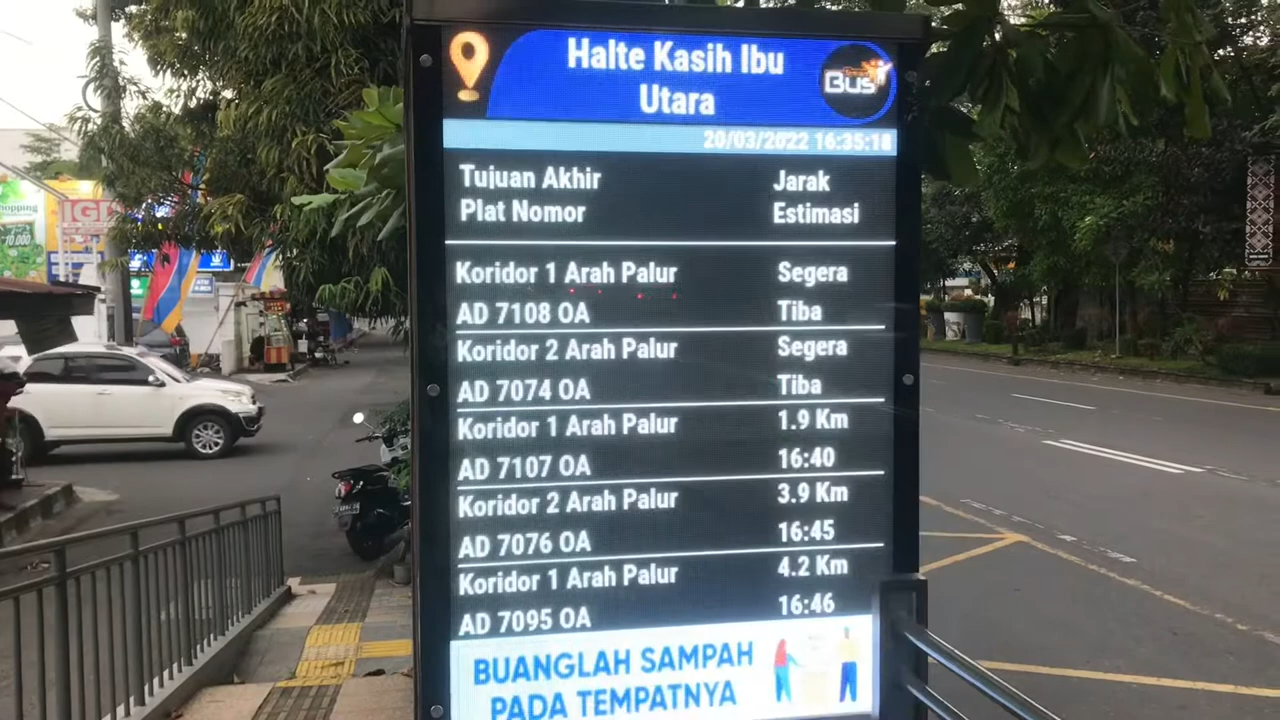 Halte Kasih Ibu
Utara
Bus
20/03/2022 16:35:18
Tujuan Akhir Jarak
Plat Nomor Estimasi
Koridor 1 Arah Palur Segera
AD 7108 OA Tiba
Koridor 2 Arah Palur Segera
AD 7074 OA Tiba
Koridor 1 Arah Palur 1.9 Km
AD 7107 OA 16:40
Koridor 2 Arah Palur 3.9 Km
AD 7076 OA 16:45
Koridor 1 Arah Palur 4.2 Km
AD 7095 OA 16:46
BUANGLAH SAMPAH
PADA TEMPATNYA
IGD